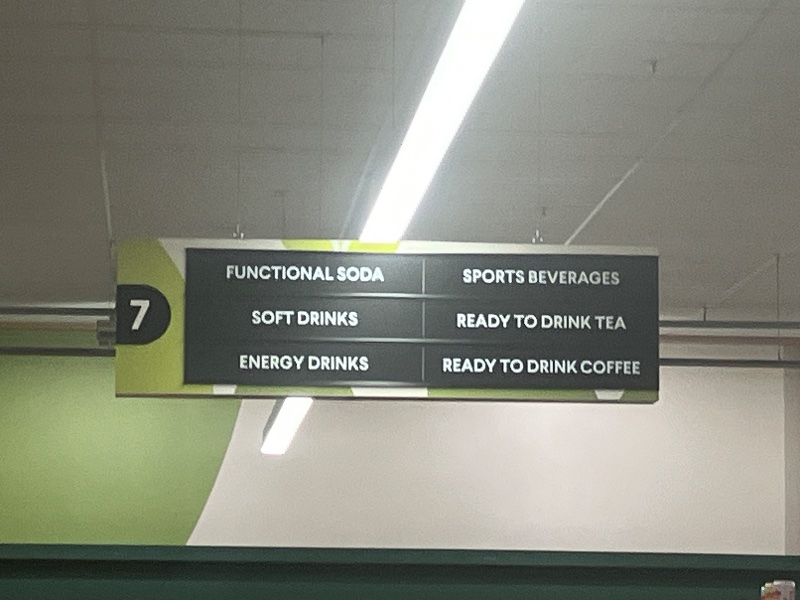 7
FUNCTIONAL SODA
SOFT DRINKS
ENERGY DRINKS
SPORTS BEVERAGES
READY TO DRINK TEA
READY TO DRINK COFFEE